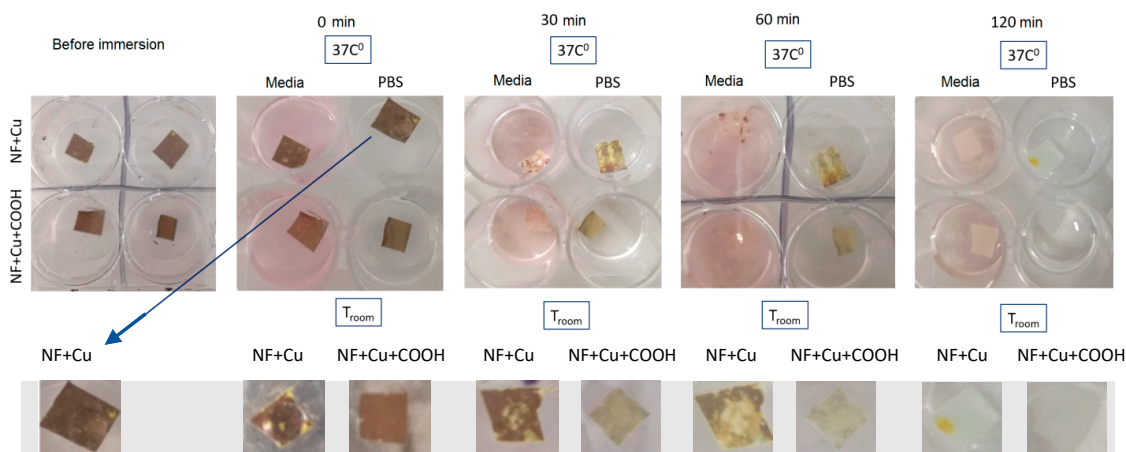 0 min
30 min
60 min
120 min
Before immersion
37C⁰
37C⁰
37C⁰
37C⁰
Media
PBS
Media
PBS
Media
PBS
Media
PBS
NF+Cu
NF+Cu+COOH
Troom
Troom
Troom
Troom
NF+Cu
NF+Cu
NF+Cu+COOH
NF+Cu
NF+Cu+COOH
NF+Cu
NF+Cu+COOH
NF+Cu
NF+Cu+COOH